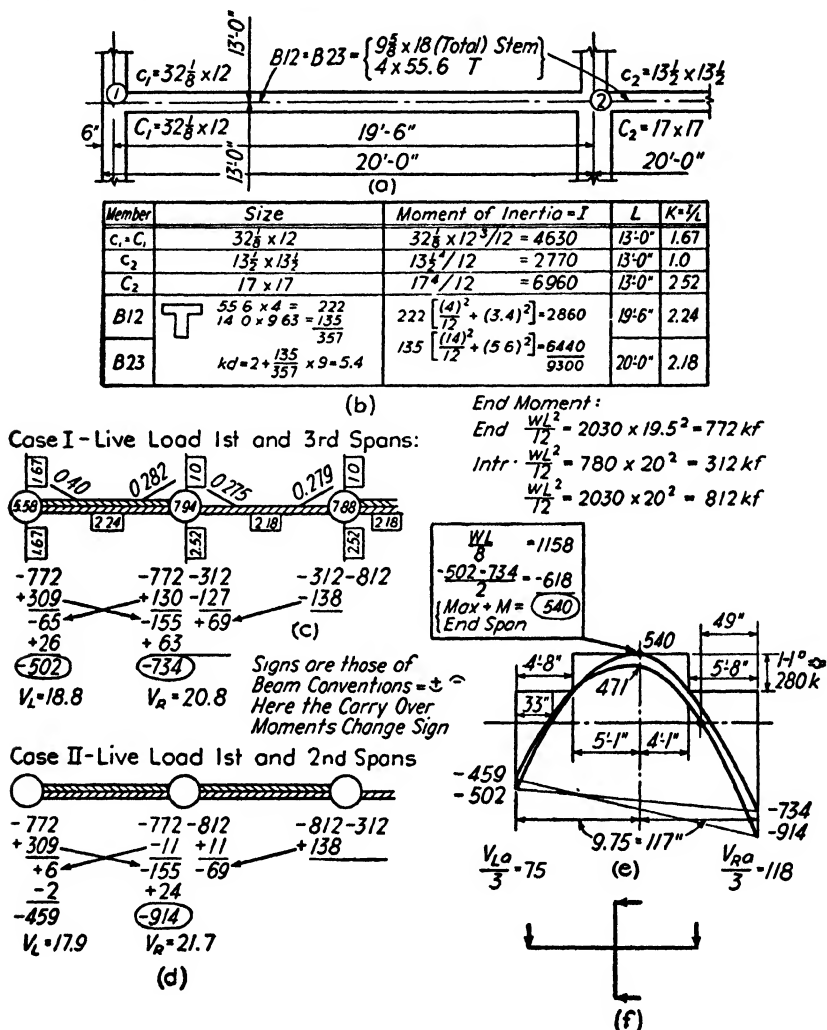 13'-0"
c₁ = 32⅛ x 12
B12 = B23 = { 9⅝ x 18 (Total) Stem
4 x 55.6 T }
c₂ = 13½ x 13½
1
2
C₁ = 32⅛ x 12
C₂ = 17 x 17
6"
19'-6"
13'-0"
20'-0"
20'-0"
(a)
Member Size Moment of Inertia = I L K = I/L
c₁ = C₁ 32⅛ x 12 32⅛ x 12³/12 = 4630 13'-0" 1.67
c₂ 13½ x 13½ 13½⁴/12 = 2770 13'-0" 1.0
C₂ 17 x 17 17⁴/12 = 6960 13'-0" 2.52
B12 55 6 x 4 = 222 222 [(4)²/12 + (3.4)²] = 2860 19'-6" 2.24
14 0 x 9 63 = 135
357
B23 kd = 2 + 135/357 x 9 = 5.4 135 [(14)²/12 + (5 6)²] = 6440 20'-0" 2.18
9300
(b)
End Moment:
End WL²/12 = 2030 x 19.5² = 772 kf
Intr. WL²/12 = 780 x 20² = 312 kf
WL²/12 = 2030 x 20² = 812 kf
Case I - Live Load 1st and 3rd Spans:
1.67 0.40 0.282 1.0 0.275 0.279 1.0
5.58 7.94 7.88
2.24 2.18 2.18
1.67 2.52 2.52
-772 -772 -312 -312 -812
+309 +130 -127 -138
-65 -155 +69
+26 + 63
-502 -734
V_L = 18.8 V_R = 20.8
(c)
Signs are those of
Beam Conventions = ±
Here the Carry Over
Moments Change Sign
Case II - Live Load 1st and 2nd Spans
-772 -772 -812 -812 -312
+309 -11 +11 +138
+6 -155 -69
-2 +24
-459 -914
V_L = 17.9 V_R = 21.7
(d)
WL/8 = 1158
-502 -734/2 = -618
{ Max + M = 540
End Span
540
49"
4'-8"
5'-8"
1-1"
280k
471
33"
5'-1" 4'-1"
-459
-502
-734
-914
9.75 = 117"
V_La/3 = 75
(e)
V_Ra/3 = 118
(f)